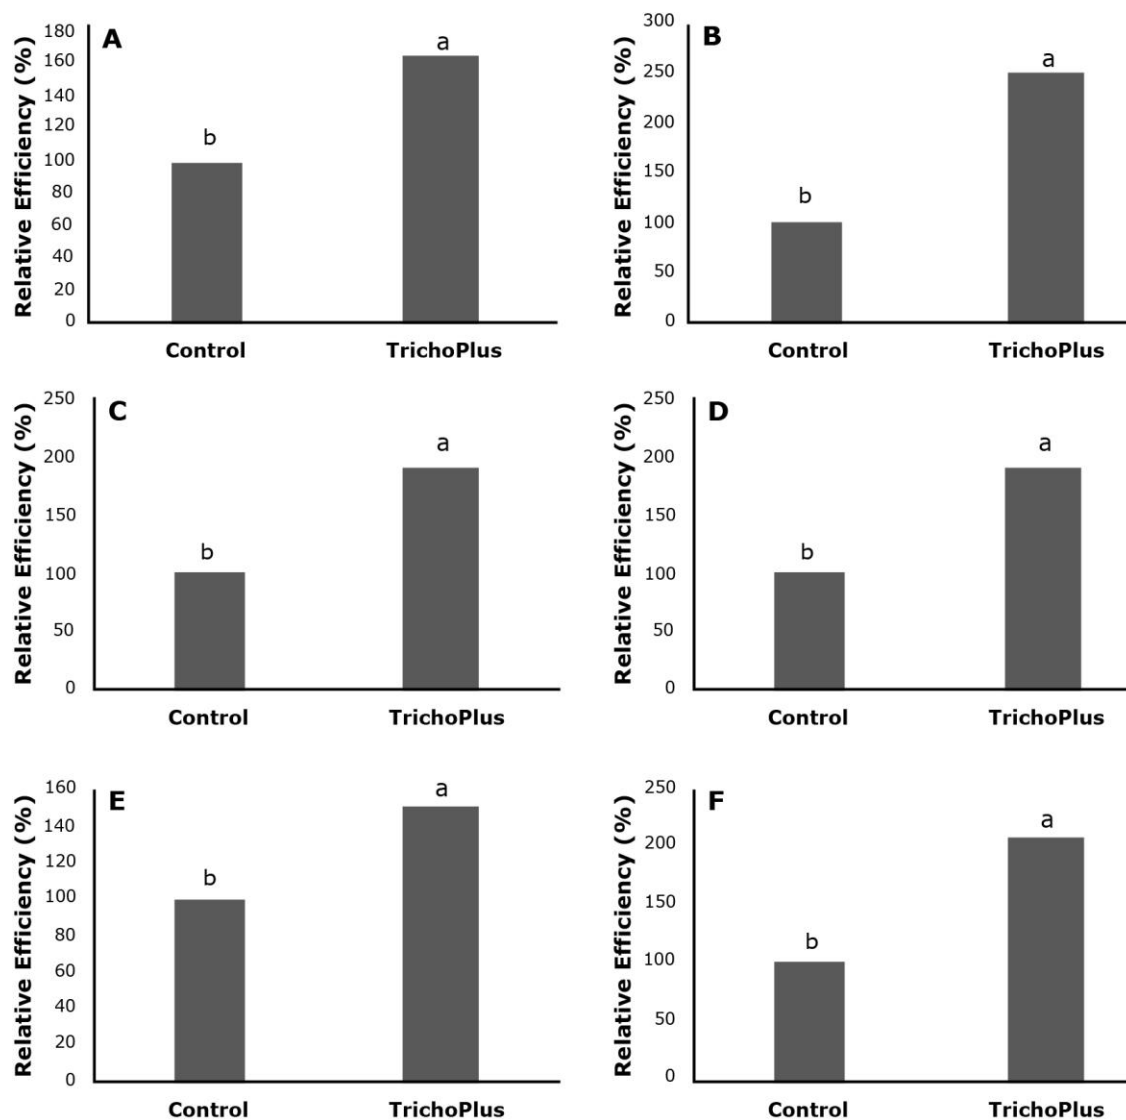 A
Relative Efficiency (%)
180
160
140
120
100
80
60
40
20
0
b
a
Control
TrichoPlus
B
Relative Efficiency (%)
300
250
200
150
100
50
0
b
a
Control
TrichoPlus
C
Relative Efficiency (%)
250
200
150
100
50
0
b
a
Control
TrichoPlus
D
Relative Efficiency (%)
250
200
150
100
50
0
b
a
Control
TrichoPlus
E
Relative Efficiency (%)
160
140
120
100
80
60
40
20
0
b
a
Control
TrichoPlus
F
Relative Efficiency (%)
250
200
150
100
50
0
b
a
Control
TrichoPlus